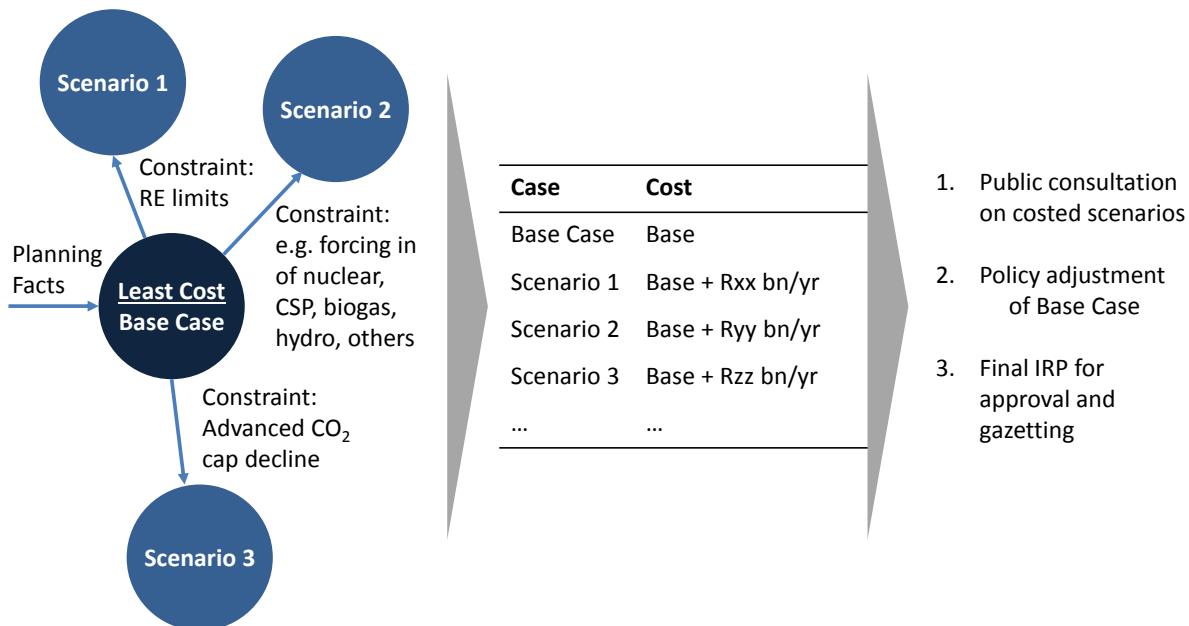 Scenario 1
Scenario 2
Constraint:
RE limits
Constraint:
e.g. forcing in
of nuclear,
CSP, biogas,
hydro, others
Planning
Facts
Least Cost
Base Case
Constraint:
Advanced CO₂
cap decline
Scenario 3
Case Cost
Base Case Base
Scenario 1 Base + Rxx bn/yr
Scenario 2 Base + Ryy bn/yr
Scenario 3 Base + Rzz bn/yr
... ...
1. Public consultation
on costed scenarios
2. Policy adjustment
of Base Case
3. Final IRP for
approval and
gazetting